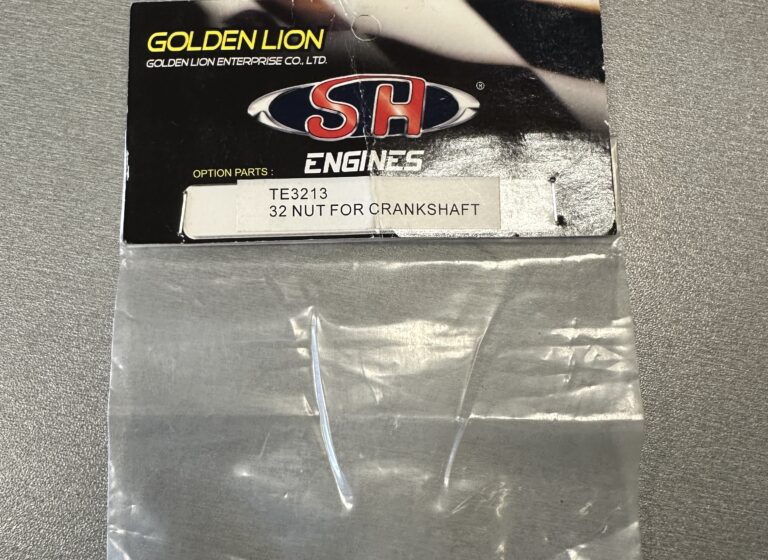 GOLDEN LION
GOLDEN LION ENTERPRISE CO., LTD.
SH ®
ENGINES
OPTION PARTS :
TE3213
32 NUT FOR CRANKSHAFT